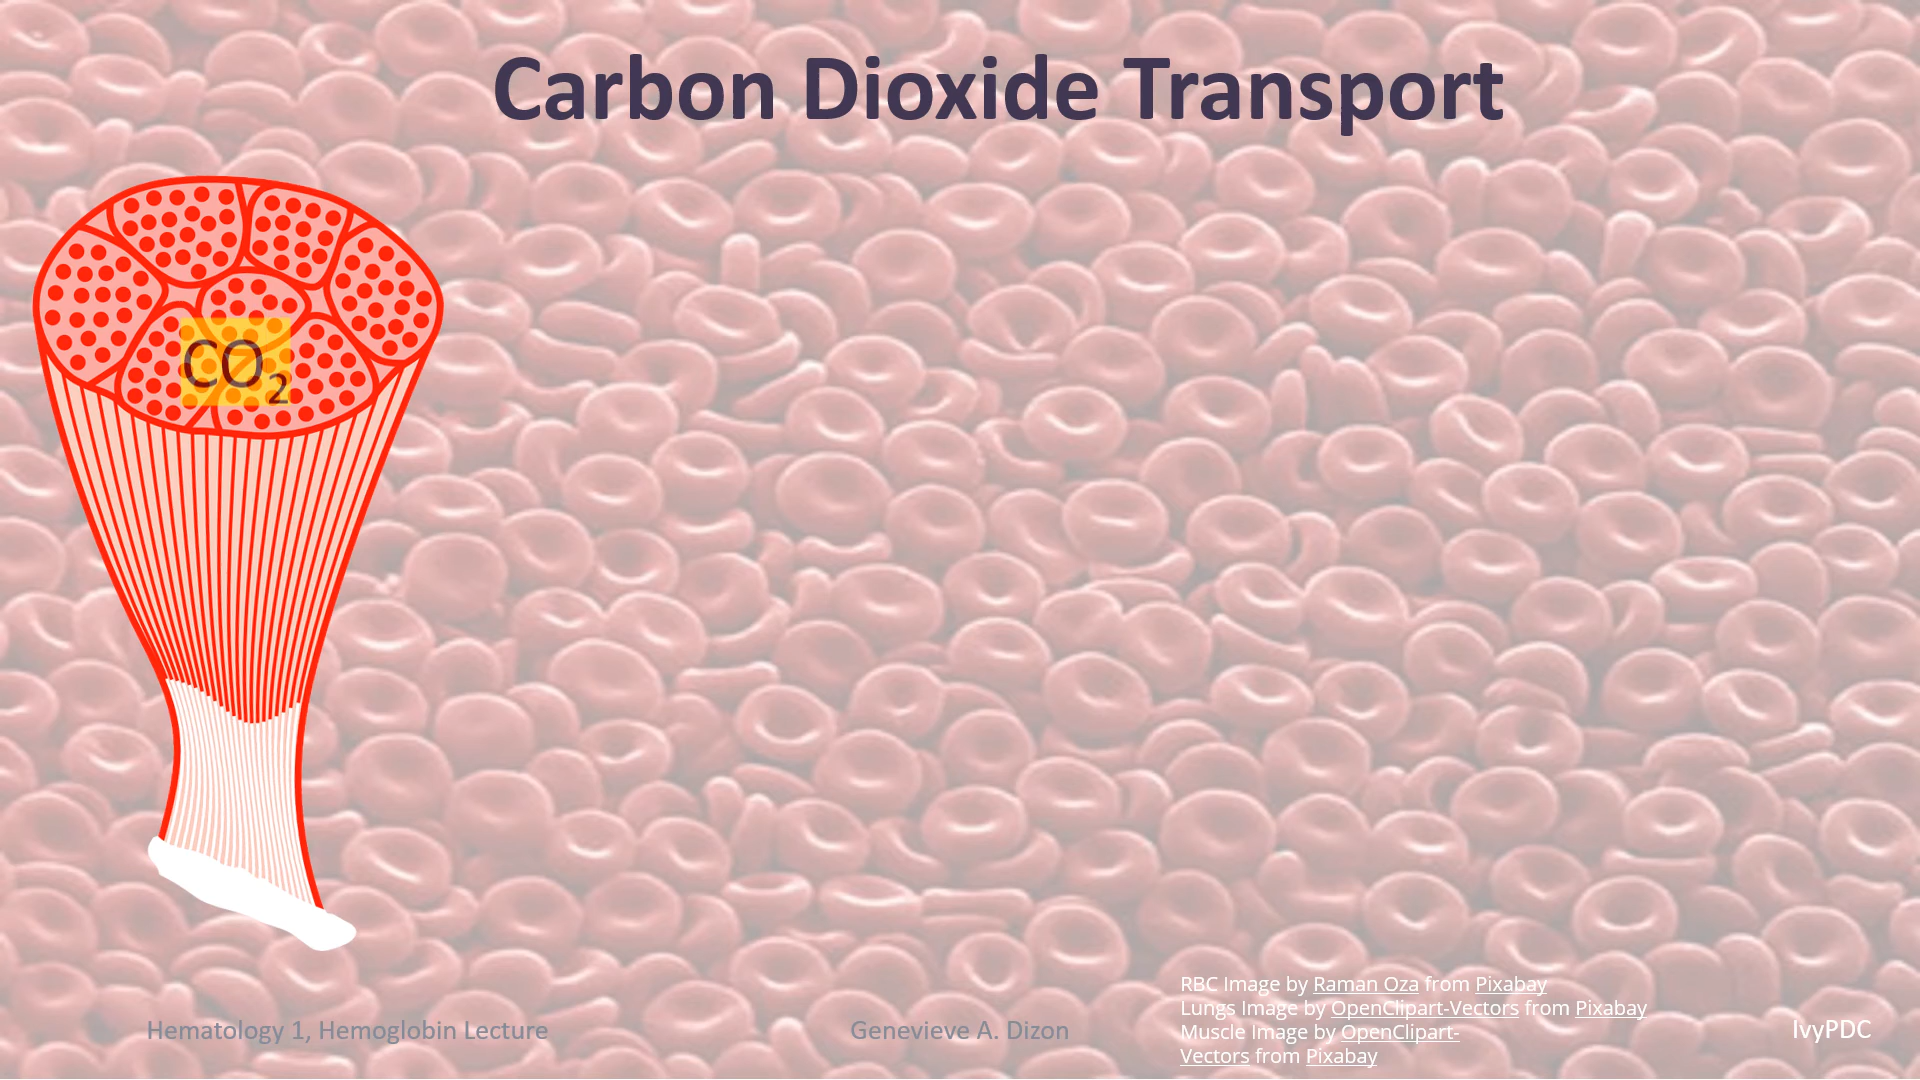 Carbon Dioxide Transport
CO₂
RBC Image by Raman Oza from Pixabay
Lungs Image by OpenClipart-Vectors from Pixabay
Muscle Image by OpenClipart-
Vectors from Pixabay
Hematology 1, Hemoglobin Lecture
Genevieve A. Dizon
IvyPDC